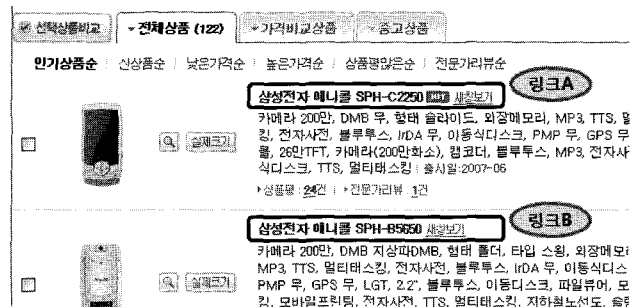 선택상품비교 전체상품 (122) 가격비교상품 중고상품
인기상품순 신상품순 낮은가격순 높은가격순 상품평많은순 전문가리뷰순
링크A
삼성전자 애니콜 SPH-C2250 새창보기
카메라 200만, DMB 무, 형태 슬라이드, 외장메모리, MP3, TTS, 멀
킹, 전자사전, 블루투스, IrDA 무, 이동식디스크, PMP 무, GPS 무
실제크기
물, 26만TFT, 카메라(200만화소), 캠코더, 블루투스, MP3, 전자사
식디스크, TTS, 멀티태스킹 출시일:2007-06
상품평 : 24건 전문가리뷰 : 1건
링크B
삼성전자 애니콜 SPH-B5650 새창보기
카메라 200만, DMB 지상파DMB, 형태 폴더, 타입 스윙, 외장메모리
MP3, TTS, 멀티태스킹, 전자사전, 블루투스, IrDA 무, 이동식디스
실제크기
PMP 무, GPS 무, LGT, 2.2", 블루투스, 이동디스크, 파일뷰어, 모
킹, 모바일프린팅, 전자사전, TTS, 멀티태스킹, 지하철노선도, 슬